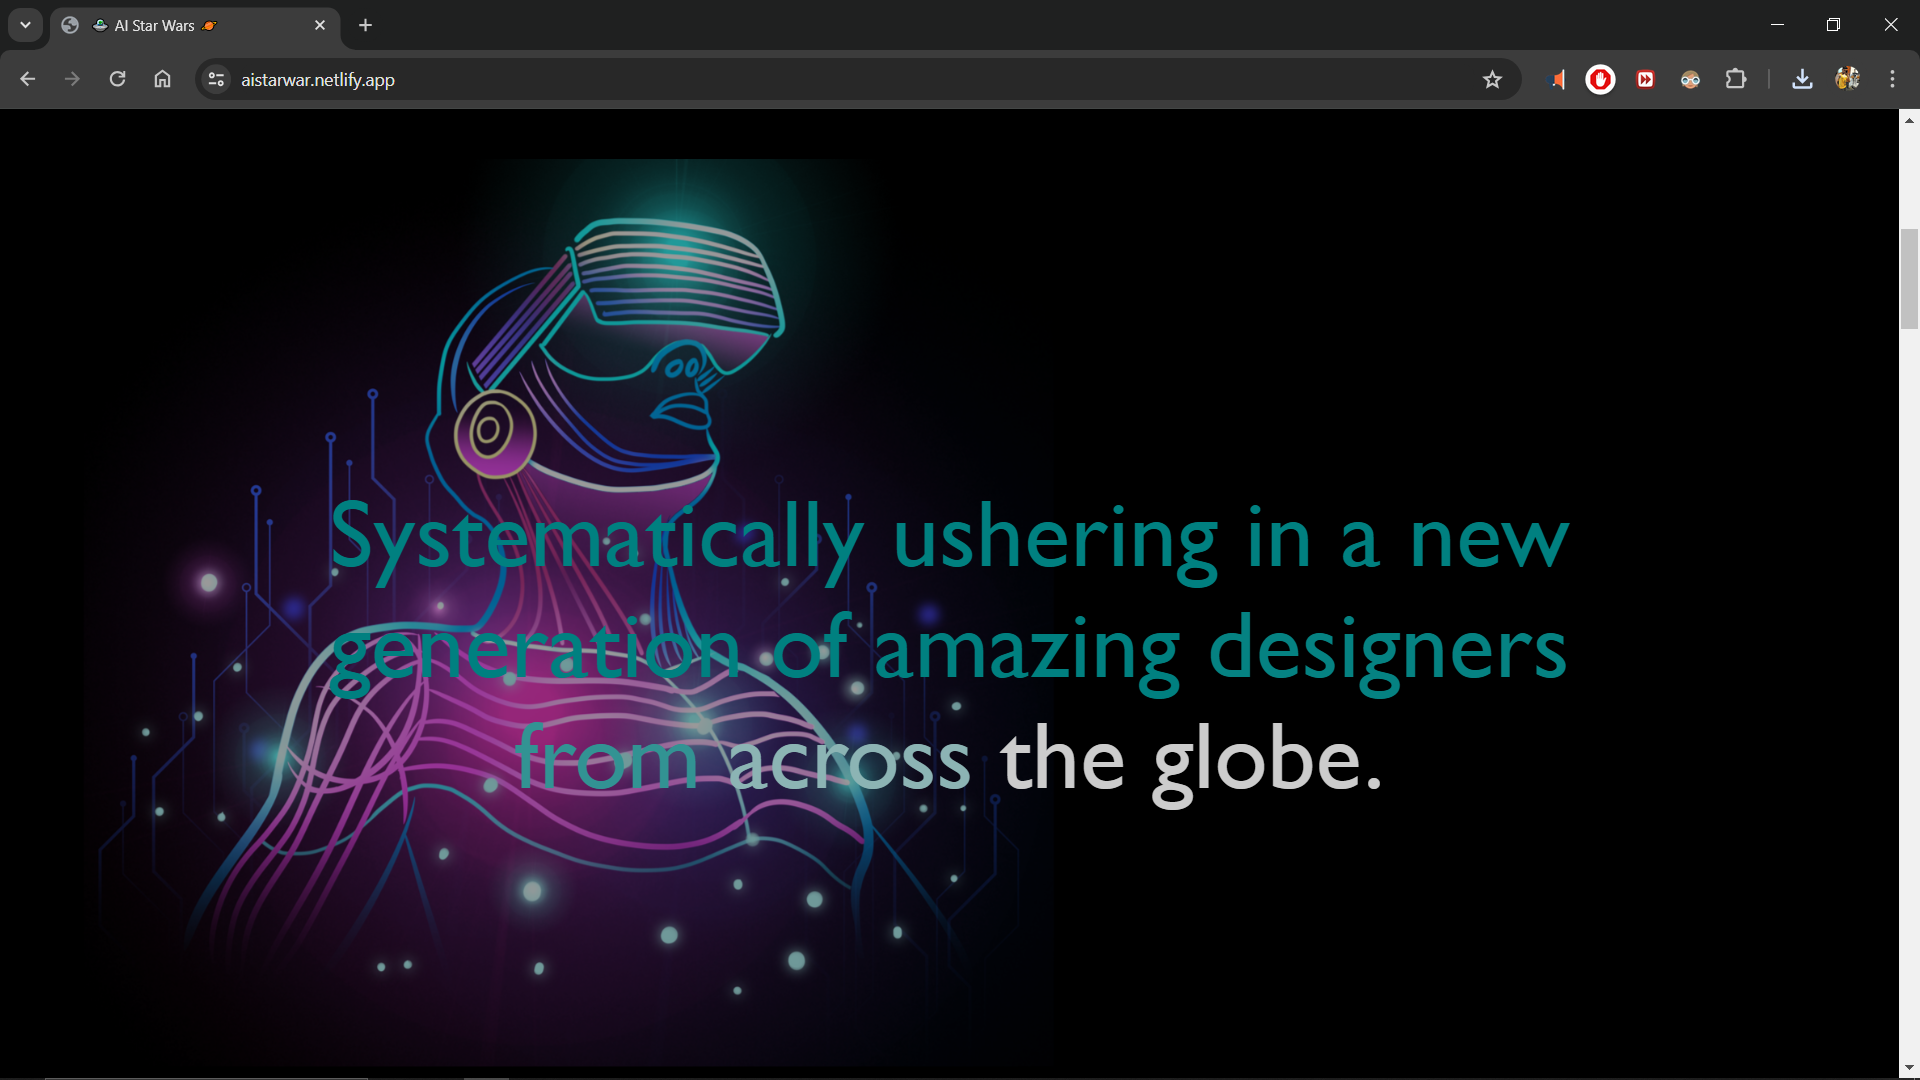 AI Star Wars
aistarwar.netlify.app
Systematically ushering in a new
generation of amazing designers
from across the globe.